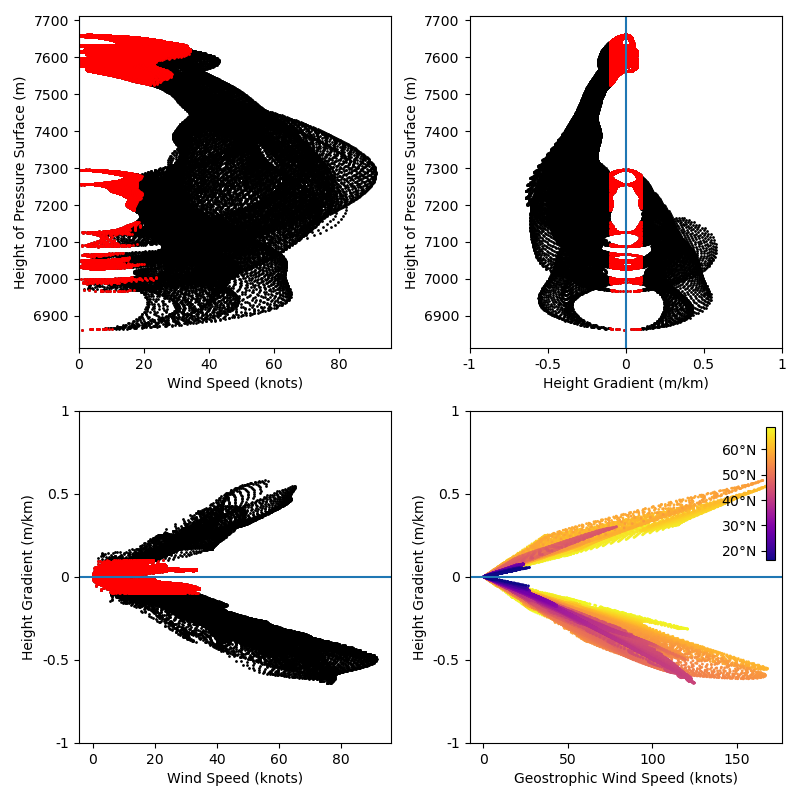 7700
7600
7500
7400
7300
7200
7100
7000
6900
Height of Pressure Surface (m)
0 20 40 60 80
Wind Speed (knots)
7700
7600
7500
7400
7300
7200
7100
7000
6900
Height of Pressure Surface (m)
-1 -0.5 0 0.5 1
Height Gradient (m/km)
1
0.5
0
-0.5
-1
Height Gradient (m/km)
0 20 40 60 80
Wind Speed (knots)
1
0.5
0
-0.5
-1
Height Gradient (m/km)
60°N
50°N
40°N
30°N
20°N
0 50 100 150
Geostrophic Wind Speed (knots)